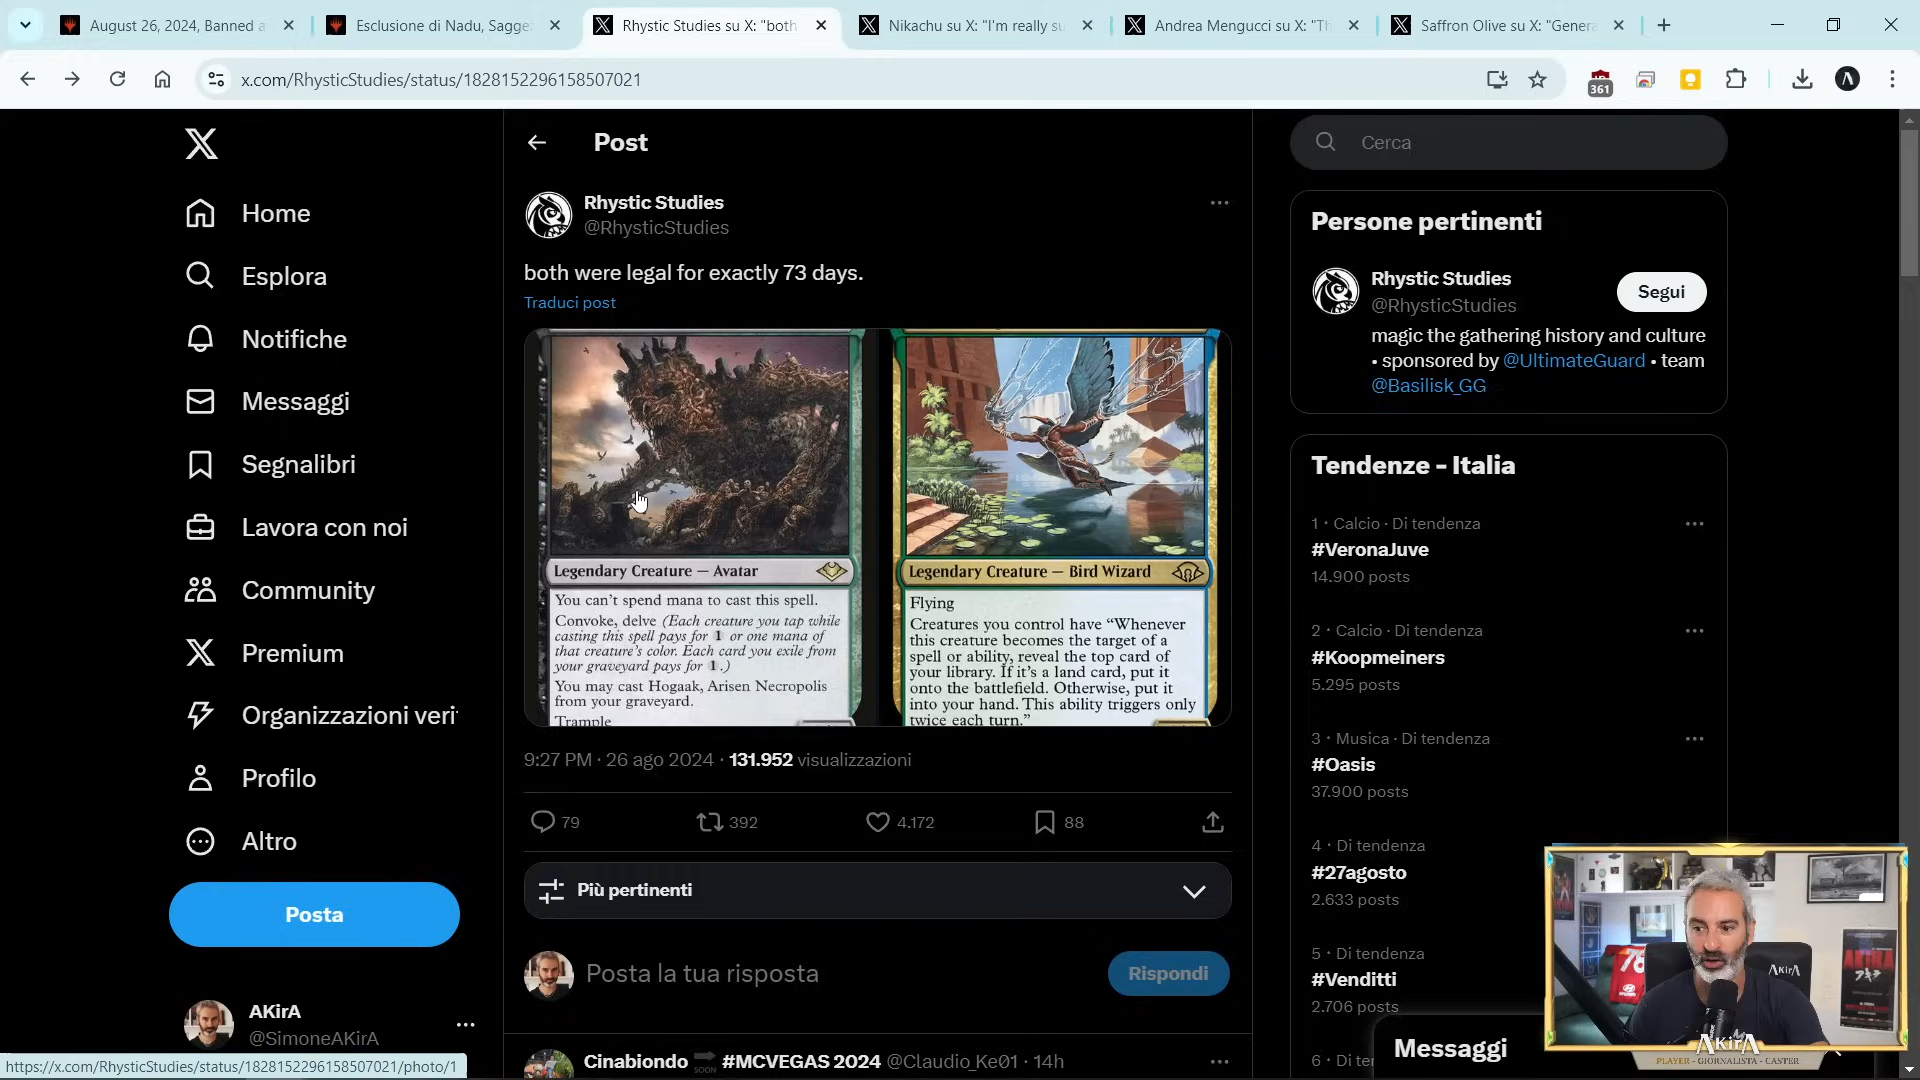 August 26, 2024, Banned a
Esclusione di Nadu, Sagge
Rhystic Studies su X: "both
Nikachu su X: "I'm really su
Andrea Mengucci su X: "Th
Saffron Olive su X: "Genera
x.com/RhysticStudies/status/1828152296158507021
361
Home
Esplora
Notifiche
Messaggi
Segnalibri
Lavora con noi
Community
Premium
Organizzazioni veri
Profilo
Altro
Posta
AKirA
@SimoneAKirA
https://x.com/RhysticStudies/status/1828152296158507021/photo/1
Post
Rhystic Studies
@RhysticStudies
both were legal for exactly 73 days.
Traduci post
Legendary Creature — Avatar
You can't spend mana to cast this spell.
Convoke, delve (Each creature you tap while
casting this spell pays for 1 or one mana of
that creature's color. Each card you exile from
your graveyard pays for 1.)
You may cast Hogaak, Arisen Necropolis
from your graveyard.
Trample
Legendary Creature — Bird Wizard
Flying
Creatures you control have “Whenever
this creature becomes the target of a
spell or ability, reveal the top card of
your library. If it's a land card, put it
onto the battlefield. Otherwise, put it
into your hand. This ability triggers only
twice each turn.”
9:27 PM · 26 ago 2024 · 131.952 visualizzazioni
79
392
4.172
88
Più pertinenti
Posta la tua risposta
Rispondi
Cinabiondo SOON #MCVEGAS 2024 @Claudio_Ke01 · 14h
Cerca
Persone pertinenti
Rhystic Studies
@RhysticStudies
Segui
magic the gathering history and culture
• sponsored by @UltimateGuard • team
@Basilisk_GG
Tendenze - Italia
1 · Calcio · Di tendenza
#VeronaJuve
14.900 posts
2 · Calcio · Di tendenza
#Koopmeiners
5.295 posts
3 · Musica · Di tendenza
#Oasis
37.900 posts
4 · Di tendenza
#27agosto
2.633 posts
5 · Di tendenza
#Venditti
2.706 posts
6 · Di te
Messaggi
76
AKirA
AKIRA
AKirA
PLAYER - GIORNALISTA - CASTER